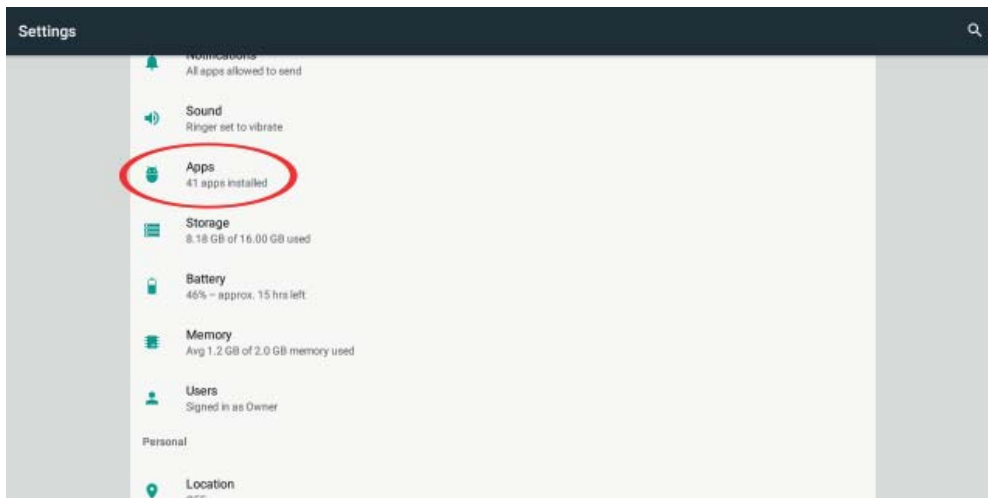 Settings
Notifications
All apps allowed to send
Sound
Ringer set to vibrate
Apps
41 apps installed
Storage
8.18 GB of 16.00 GB used
Battery
46% – approx. 15 hrs left
Memory
Avg 1.2 GB of 2.0 GB memory used
Users
Signed in as Owner
Personal
Location
OFF